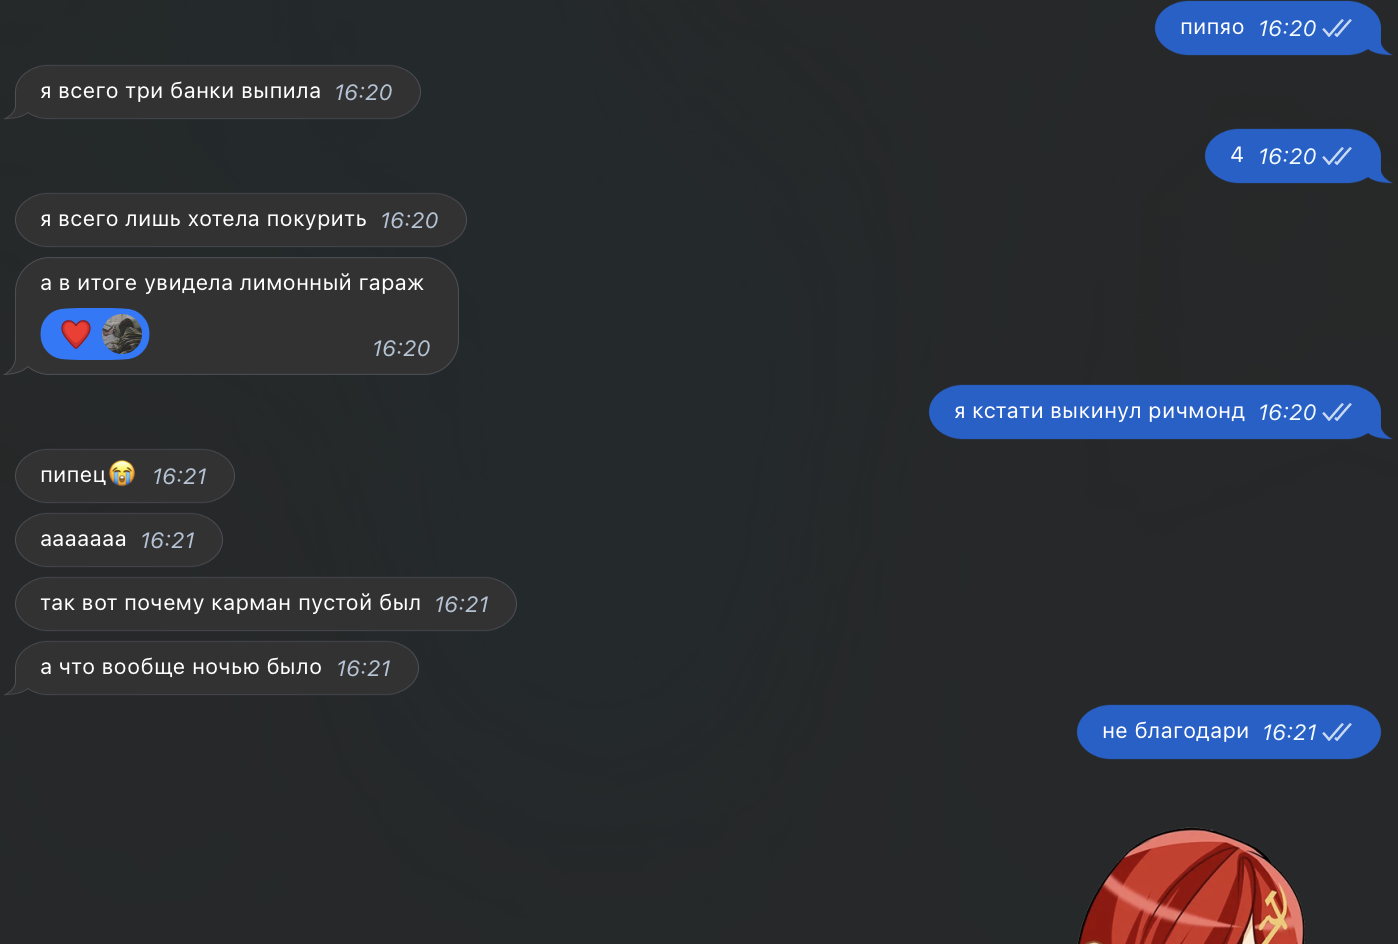 пипяо 16:20
я всего три банки выпила 16:20
4 16:20
я всего лишь хотела покурить 16:20
а в итоге увидела лимонный гараж
16:20
я кстати выкинул ричмонд 16:20
пипец😭 16:21
ааааааа 16:21
так вот почему карман пустой был 16:21
а что вообще ночью было 16:21
не благодари 16:21